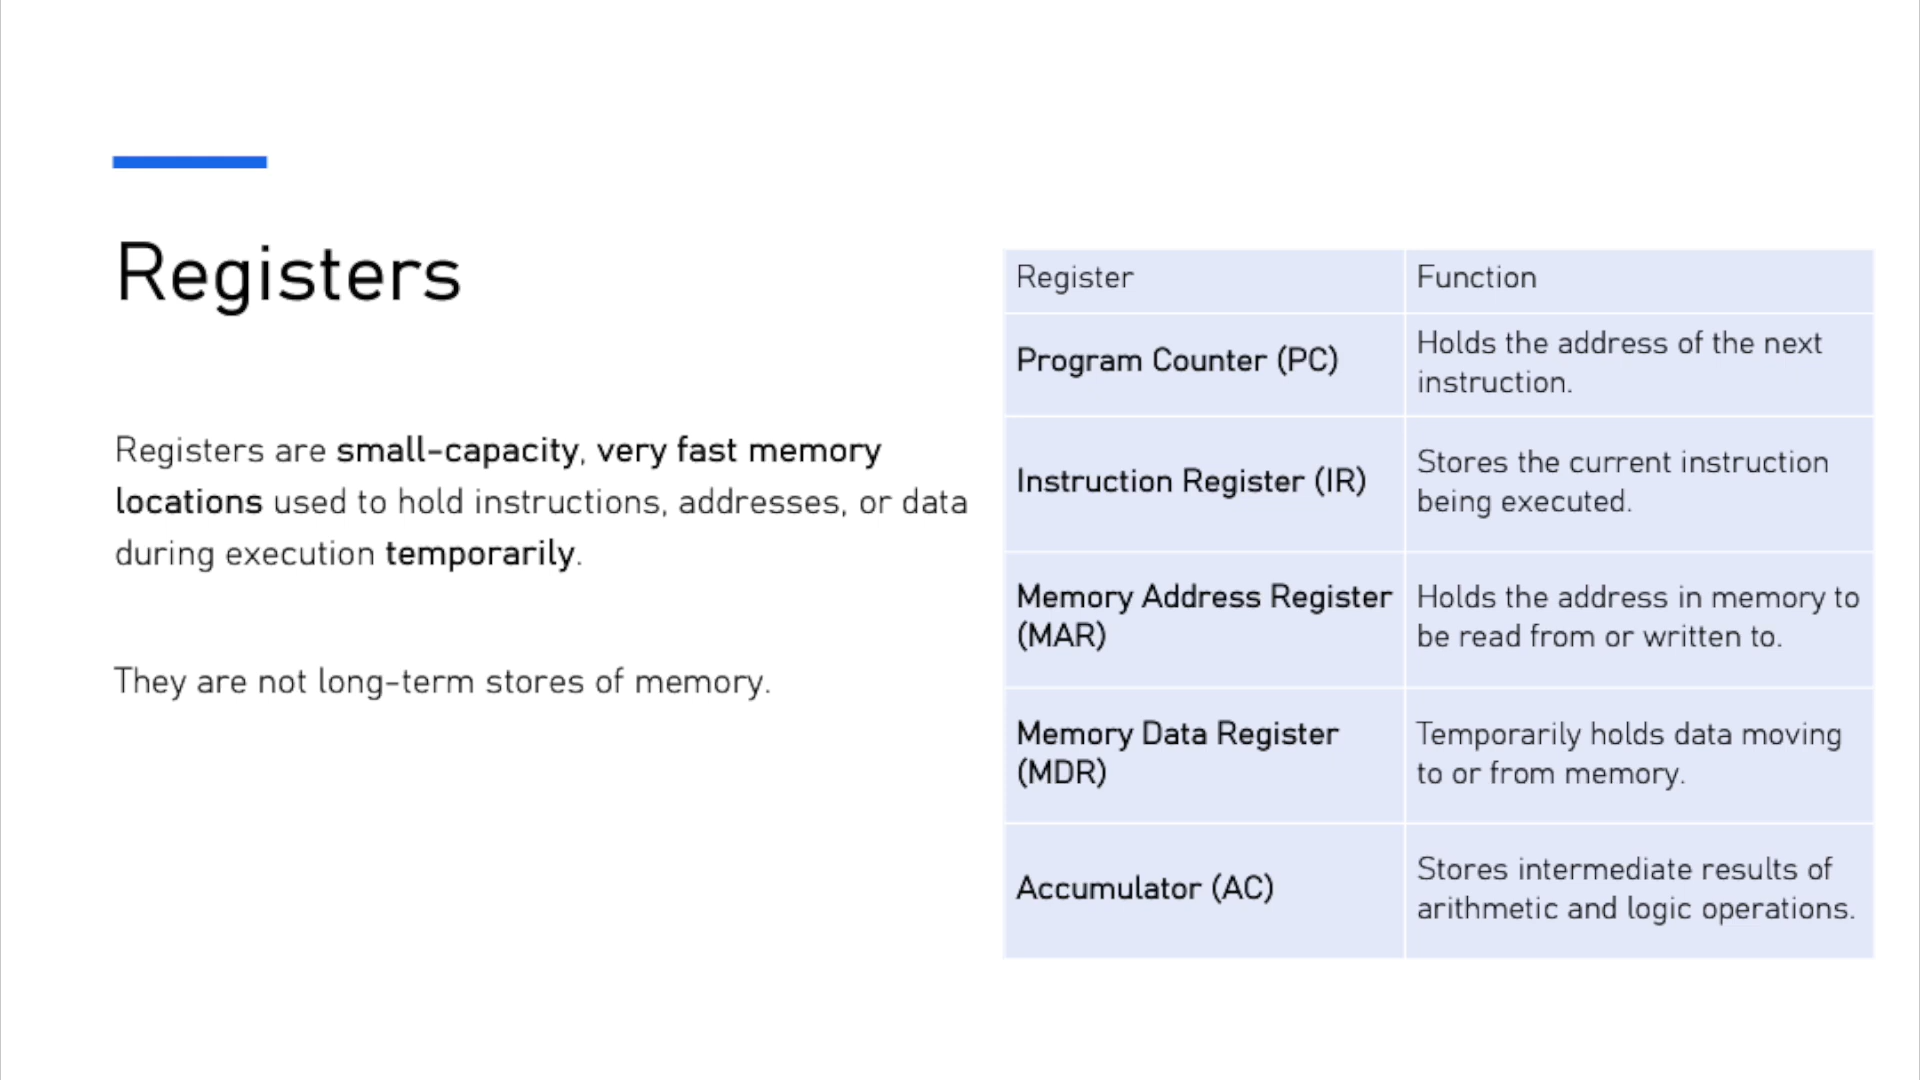 Registers
Registers are small-capacity, very fast memory
locations used to hold instructions, addresses, or data
during execution temporarily.
They are not long-term stores of memory.
Register
Function
Program Counter (PC)
Holds the address of the next
instruction.
Instruction Register (IR)
Stores the current instruction
being executed.
Memory Address Register
(MAR)
Holds the address in memory to
be read from or written to.
Memory Data Register
(MDR)
Temporarily holds data moving
to or from memory.
Accumulator (AC)
Stores intermediate results of
arithmetic and logic operations.